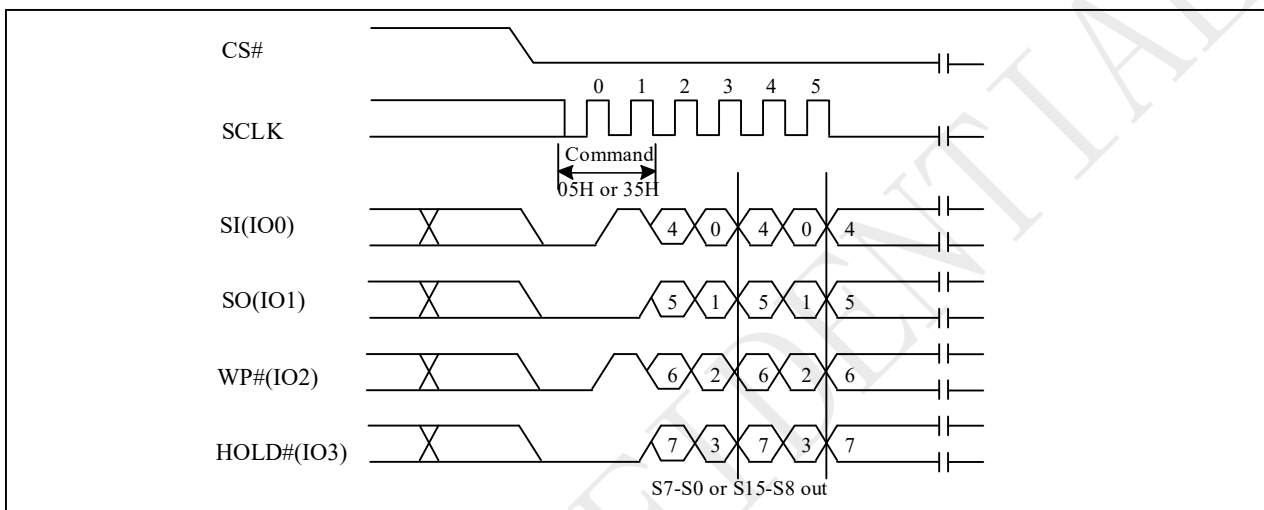 CS#
0 1 2 3 4 5
SCLK
Command
05H or 35H
SI(IO0) 4 0 4 0 4
SO(IO1) 5 1 5 1 5
WP#(IO2) 6 2 6 2 6
HOLD#(IO3) 7 3 7 3 7
S7-S0 or S15-S8 out